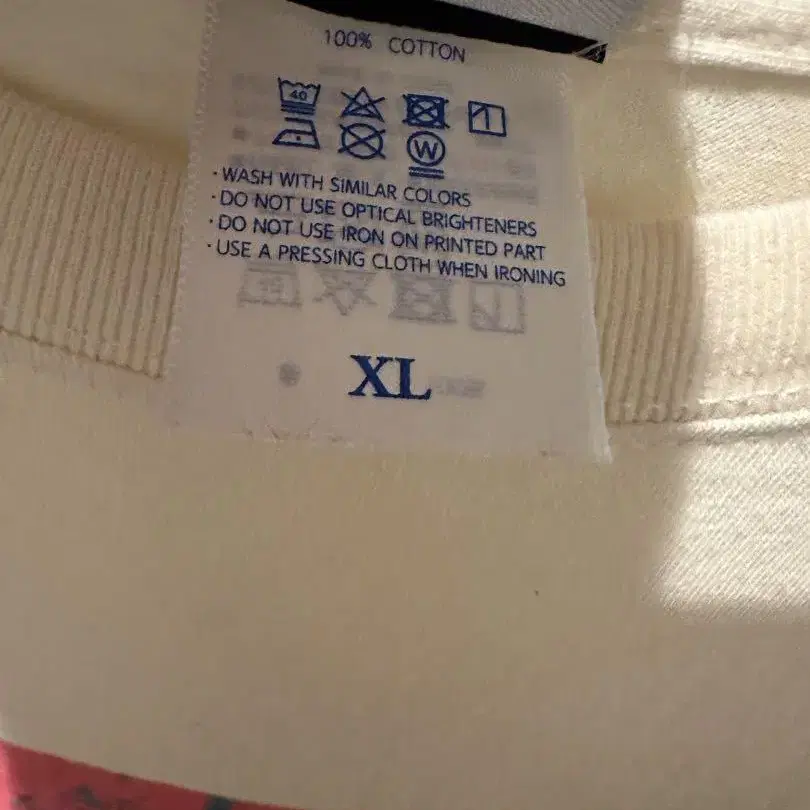 100% COTTON
40
W
· WASH WITH SIMILAR COLORS
· DO NOT USE OPTICAL BRIGHTENERS
· DO NOT USE IRON ON PRINTED PART
· USE A PRESSING CLOTH WHEN IRONING
XL